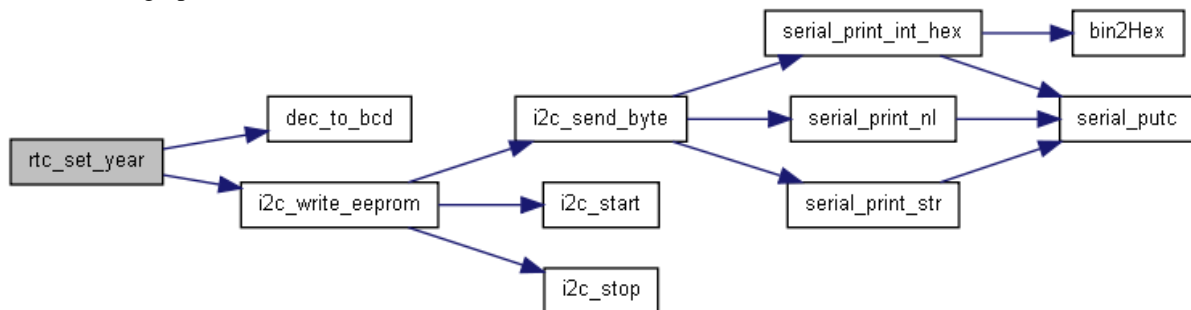 serial_print_int_hex
bin2Hex
dec_to_bcd
i2c_send_byte
serial_print_nl
serial_putc
rtc_set_year
i2c_write_eeprom
i2c_start
serial_print_str
i2c_stop